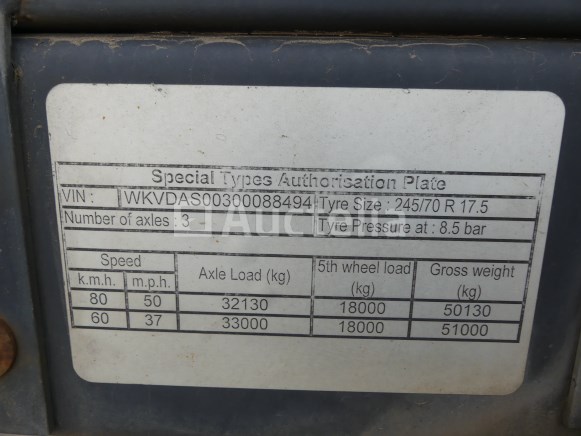 Special Types Authorisation Plate
VIN : WKVDAS00300088494 Tyre Size : 245/70 R 17.5
Number of axles : 3 Tyre Pressure at : 8.5 bar
Speed Axle Load (kg) 5th wheel load (kg) Gross weight (kg)
k.m.h. m.p.h.
80 50 32130 18000 50130
60 37 33000 18000 51000
Auctelia